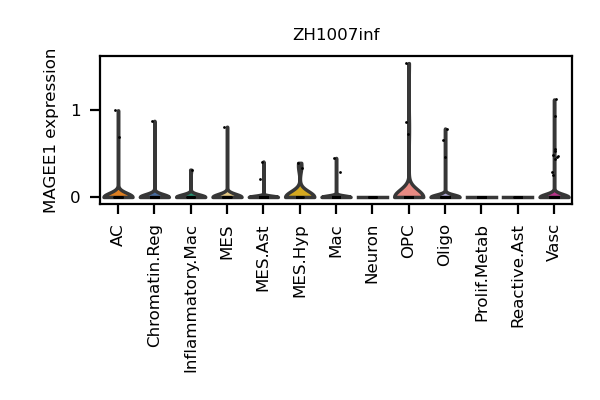 ZH1007inf
MAGEE1 expression
1
0
AC
Chromatin.Reg
Inflammatory.Mac
MES
MES.Ast
MES.Hyp
Mac
Neuron
OPC
Oligo
Prolif.Metab
Reactive.Ast
Vasc